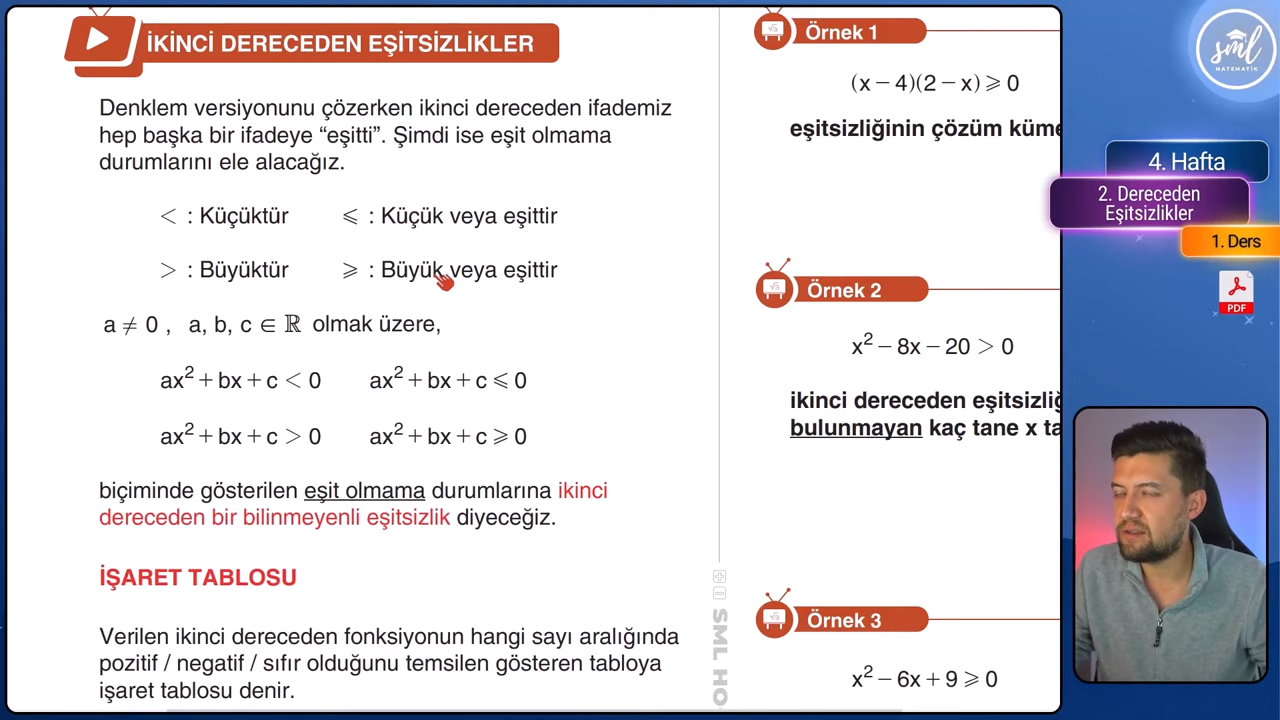 İKİNCİ DERECEDEN EŞİTSİZLİKLER
Denklem versiyonunu çözerken ikinci dereceden ifademiz
hep başka bir ifadeye “eşitti”. Şimdi ise eşit olmama
durumlarını ele alacağız.
< : Küçüktür ⩽ : Küçük veya eşittir
> : Büyüktür ⩾ : Büyük veya eşittir
a ≠ 0 , a, b, c ∈ ℝ olmak üzere,
ax² + bx + c < 0 ax² + bx + c ⩽ 0
ax² + bx + c > 0 ax² + bx + c ⩾ 0
biçiminde gösterilen eşit olmama durumlarına ikinci
dereceden bir bilinmeyenli eşitsizlik diyeceğiz.
İŞARET TABLOSU
Verilen ikinci dereceden fonksiyonun hangi sayı aralığında
pozitif / negatif / sıfır olduğunu temsilen gösteren tabloya
işaret tablosu denir.
SML HO
Örnek 1
(x − 4)(2 − x) ⩾ 0
eşitsizliğinin çözüm küme
Örnek 2
x² − 8x − 20 > 0
ikinci dereceden eşitsizliğ
bulunmayan kaç tane x ta
Örnek 3
x² − 6x + 9 ⩾ 0
sml
MATEMATİK
4. Hafta
2. Dereceden
Eşitsizlikler
1. Ders
PDF